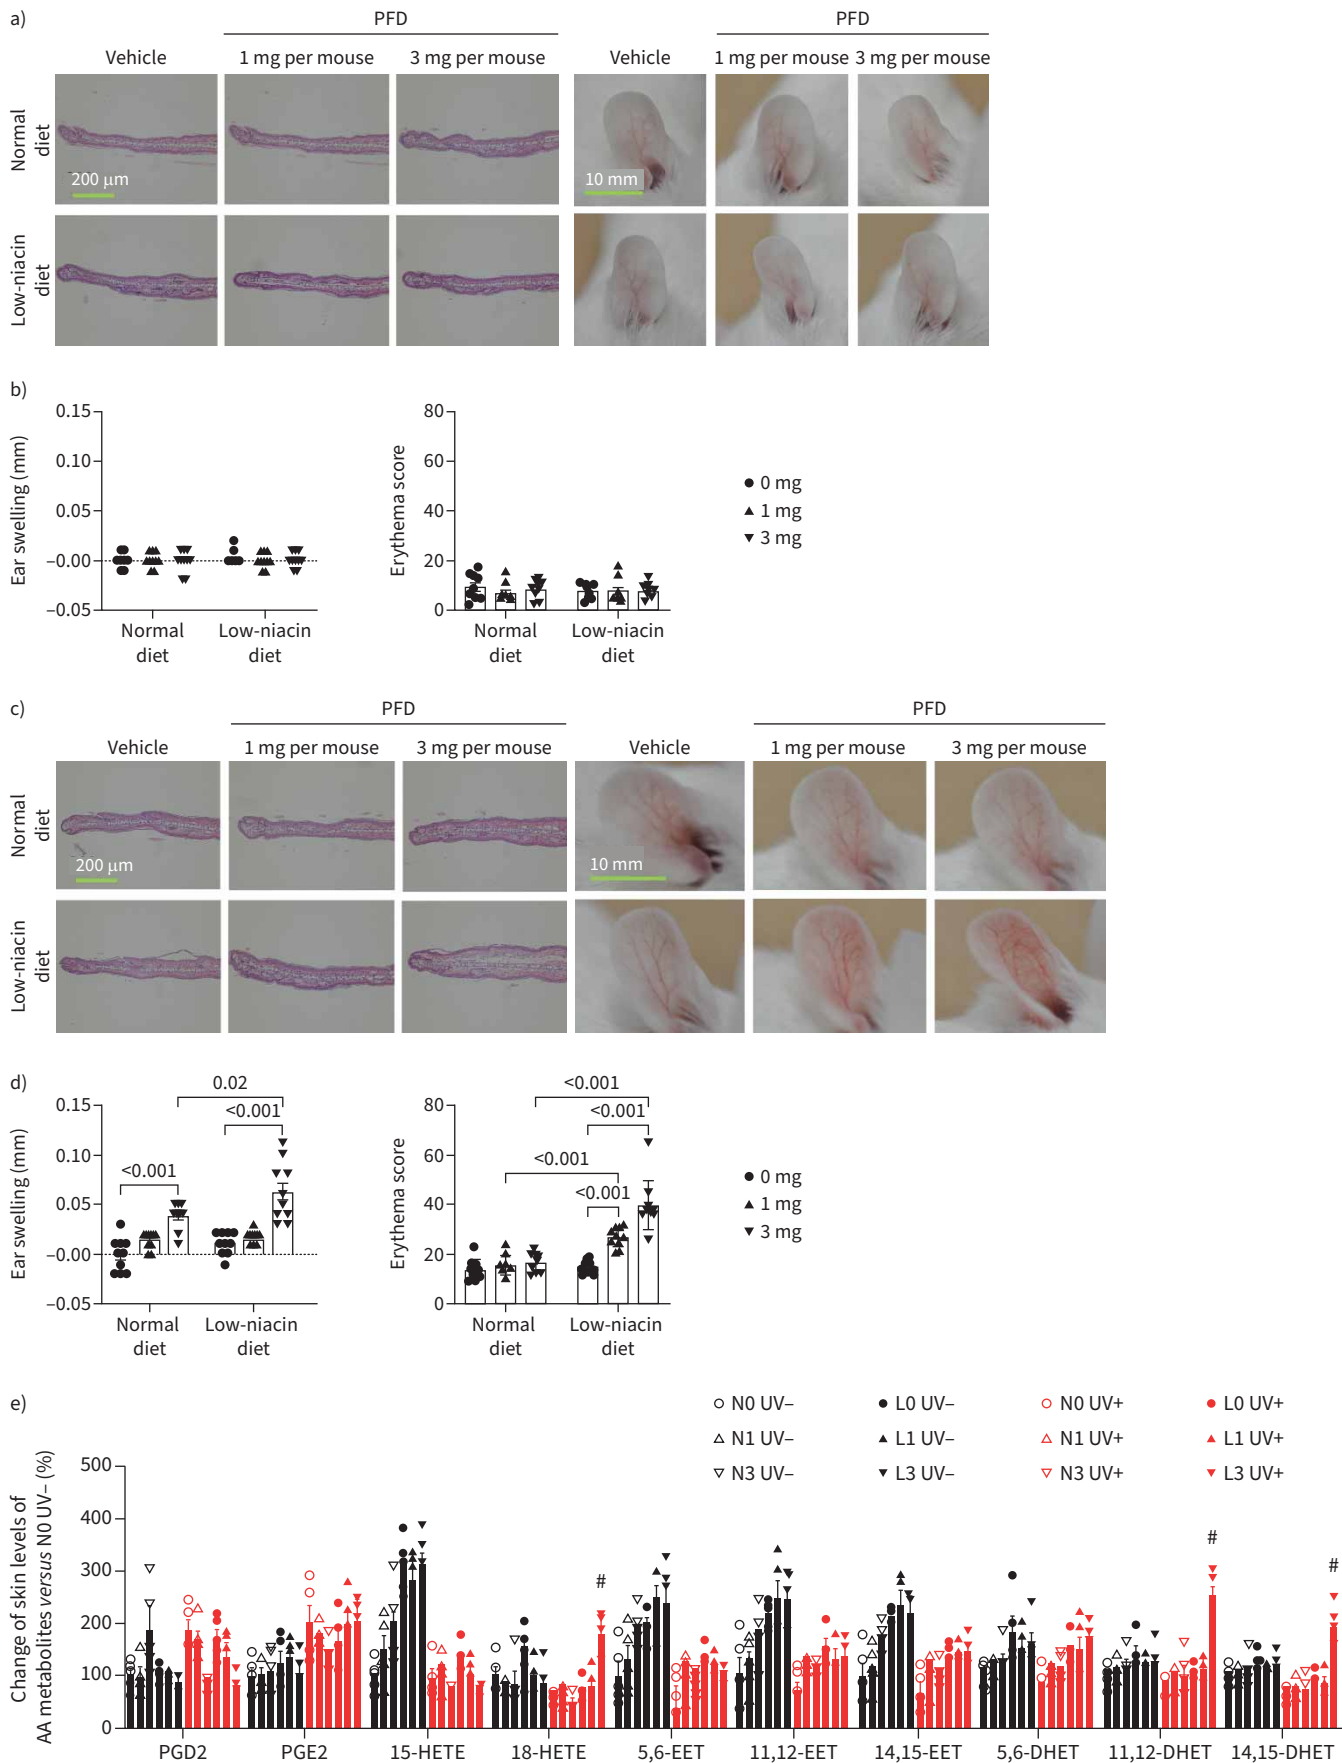 a)
PFD
PFD
Vehicle
1 mg per mouse
3 mg per mouse
Vehicle
1 mg per mouse
3 mg per mouse
Normal
diet
200 µm
10 mm
Low-niacin
diet
b)
Ear swelling (mm)
0.15
0.10
0.05
–0.00
–0.05
Normal
diet
Low-niacin
diet
Erythema score
80
60
40
20
0
Normal
diet
Low-niacin
diet
0 mg
1 mg
3 mg
c)
PFD
PFD
Vehicle
1 mg per mouse
3 mg per mouse
Vehicle
1 mg per mouse
3 mg per mouse
Normal
diet
200 µm
10 mm
Low-niacin
diet
d)
Ear swelling (mm)
0.15
0.10
0.05
–0.00
–0.05
0.02
<0.001
<0.001
Normal
diet
Low-niacin
diet
Erythema score
80
60
40
20
0
<0.001
<0.001
<0.001
<0.001
Normal
diet
Low-niacin
diet
0 mg
1 mg
3 mg
e)
N0 UV–
L0 UV–
N0 UV+
L0 UV+
N1 UV–
L1 UV–
N1 UV+
L1 UV+
N3 UV–
L3 UV–
N3 UV+
L3 UV+
Change of skin levels of
AA metabolites versus N0 UV– (%)
500
400
300
200
100
0
#
#
#
PGD2
PGE2
15-HETE
18-HETE
5,6-EET
11,12-EET
14,15-EET
5,6-DHET
11,12-DHET
14,15-DHET